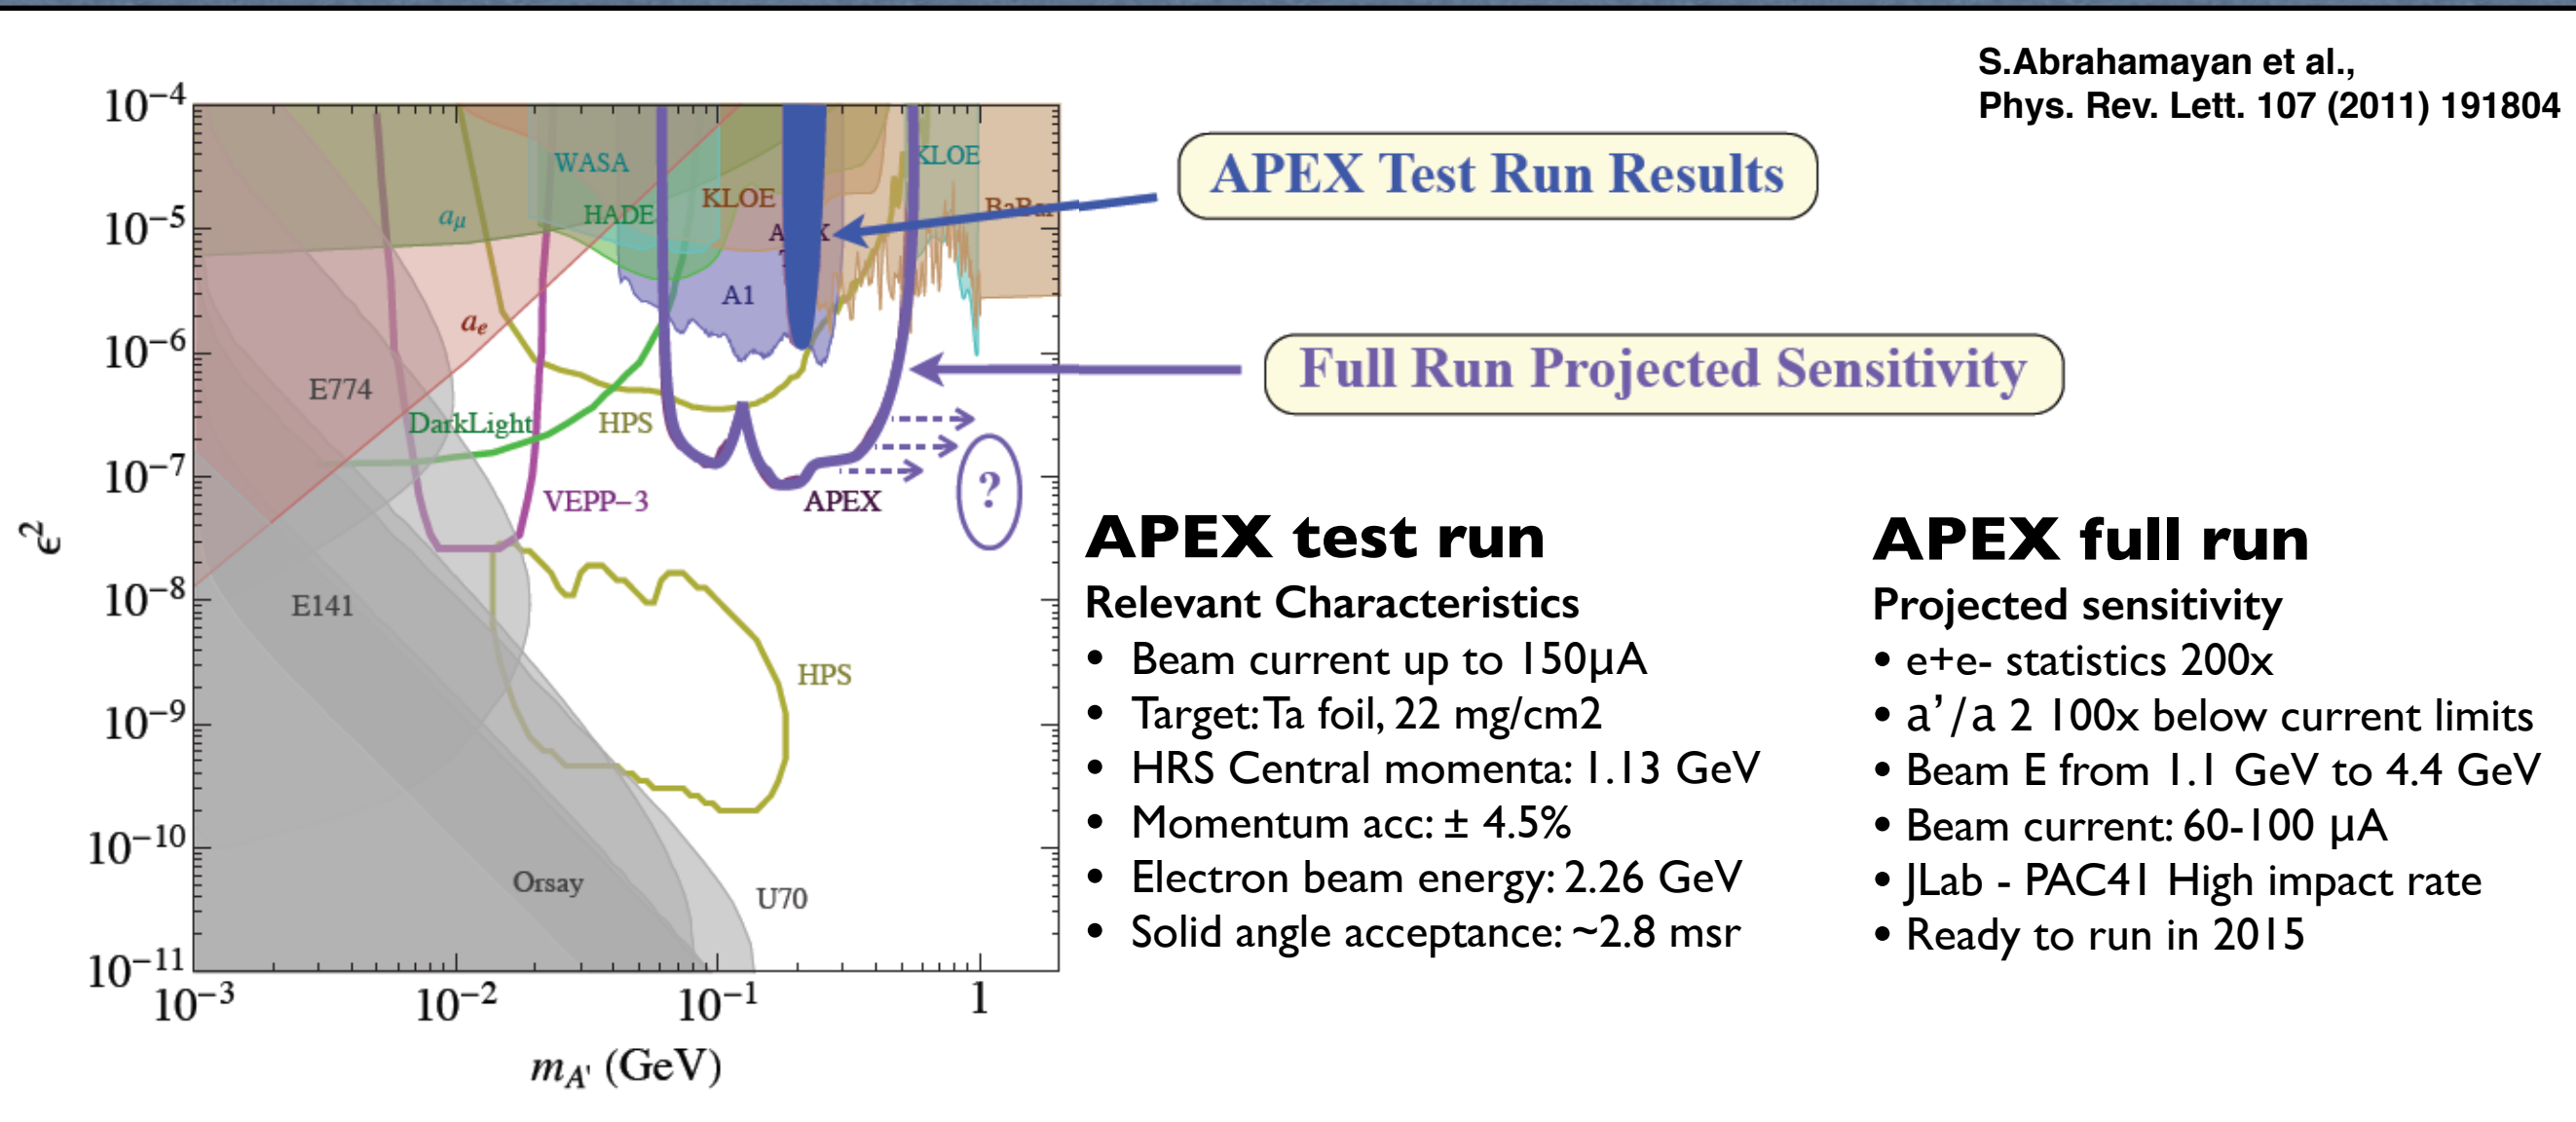 S.Abrahamayan et al.,
Phys. Rev. Lett. 107 (2011) 191804
APEX Test Run Results
Full Run Projected Sensitivity
10⁻⁴
10⁻⁵
10⁻⁶
10⁻⁷
10⁻⁸
10⁻⁹
10⁻¹⁰
10⁻¹¹
ϵ²
10⁻³
10⁻²
10⁻¹
1
m_A' (GeV)
WASA
HADE
KLOE
KLOE
BaBar
a_μ
a_e
A1
E774
DarkLight
HPS
VEPP−3
APEX
?
E141
HPS
Orsay
U70
APEX test run
Relevant Characteristics
• Beam current up to 150μA
• Target: Ta foil, 22 mg/cm2
• HRS Central momenta: 1.13 GeV
• Momentum acc: ± 4.5%
• Electron beam energy: 2.26 GeV
• Solid angle acceptance: ~2.8 msr
APEX full run
Projected sensitivity
• e+e- statistics 200x
• a’/a 2 100x below current limits
• Beam E from 1.1 GeV to 4.4 GeV
• Beam current: 60-100 μA
• JLab - PAC41 High impact rate
• Ready to run in 2015